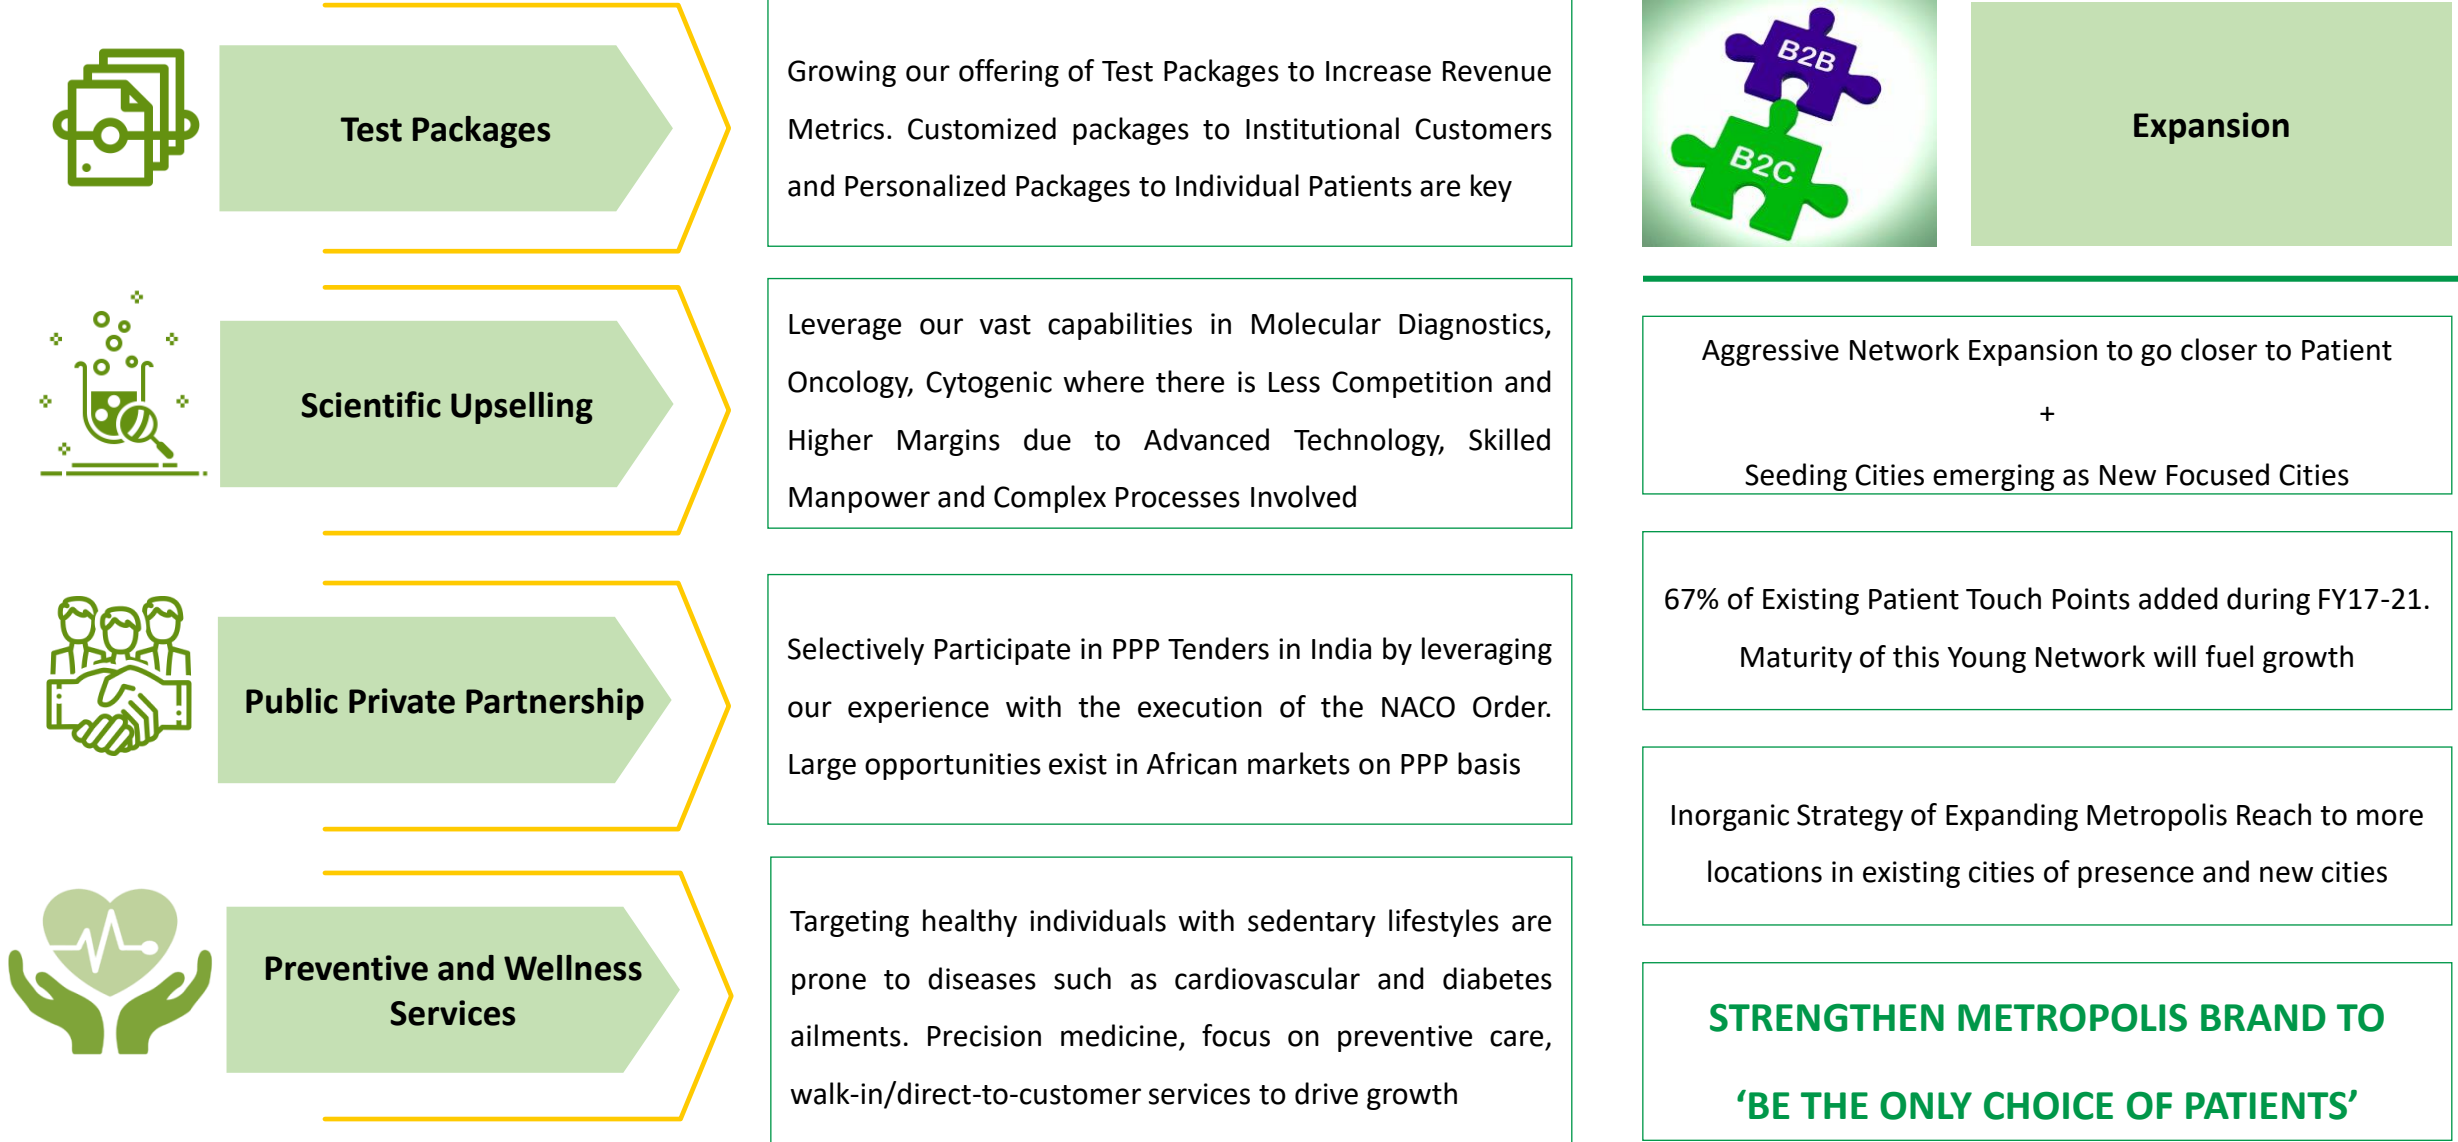 Test Packages
Growing our offering of Test Packages to Increase Revenue
Metrics. Customized packages to Institutional Customers
and Personalized Packages to Individual Patients are key
Scientific Upselling
Leverage our vast capabilities in Molecular Diagnostics,
Oncology, Cytogenic where there is Less Competition and
Higher Margins due to Advanced Technology, Skilled
Manpower and Complex Processes Involved
Public Private Partnership
Selectively Participate in PPP Tenders in India by leveraging
our experience with the execution of the NACO Order.
Large opportunities exist in African markets on PPP basis
Preventive and Wellness
Services
Targeting healthy individuals with sedentary lifestyles are
prone to diseases such as cardiovascular and diabetes
ailments. Precision medicine, focus on preventive care,
walk-in/direct-to-customer services to drive growth
B2B
B2C
Expansion
Aggressive Network Expansion to go closer to Patient
+
Seeding Cities emerging as New Focused Cities
67% of Existing Patient Touch Points added during FY17-21.
Maturity of this Young Network will fuel growth
Inorganic Strategy of Expanding Metropolis Reach to more
locations in existing cities of presence and new cities
STRENGTHEN METROPOLIS BRAND TO
‘BE THE ONLY CHOICE OF PATIENTS’